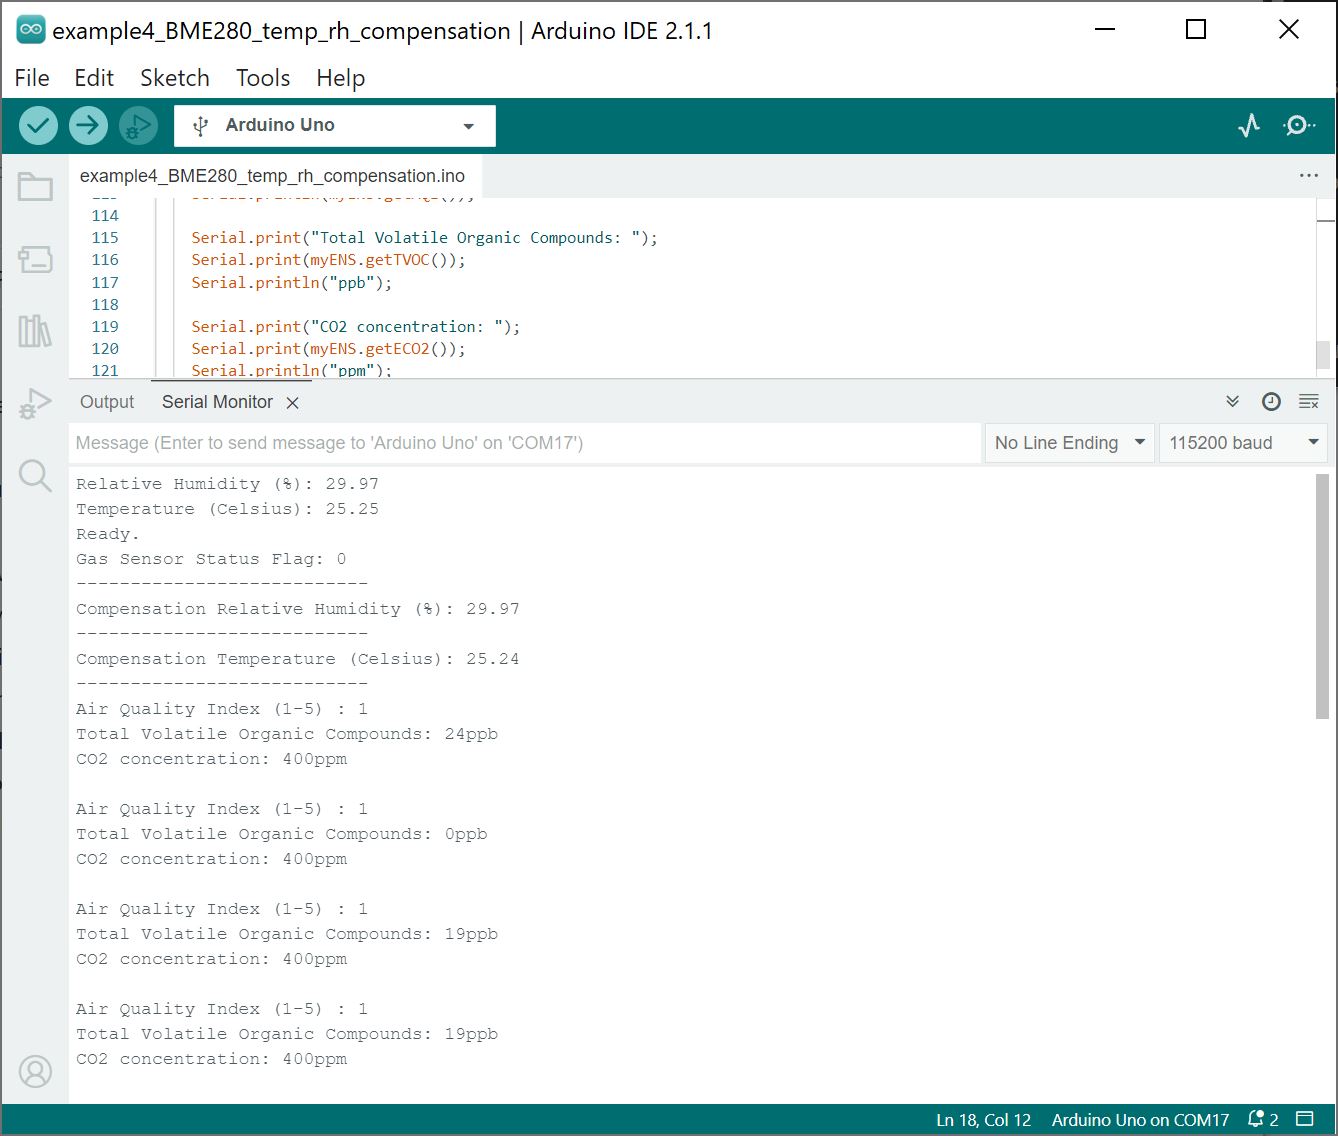 example4_BME280_temp_rh_compensation | Arduino IDE 2.1.1
File Edit Sketch Tools Help
Arduino Uno
example4_BME280_temp_rh_compensation.ino
114
115 Serial.print("Total Volatile Organic Compounds: ");
116 Serial.print(myENS.getTVOC());
117 Serial.println("ppb");
118
119 Serial.print("CO2 concentration: ");
120 Serial.print(myENS.getECO2());
121 Serial.println("ppm");
Output Serial Monitor
Message (Enter to send message to 'Arduino Uno' on 'COM17') No Line Ending 115200 baud
Relative Humidity (%): 29.97
Temperature (Celsius): 25.25
Ready.
Gas Sensor Status Flag: 0
---------------------------
Compensation Relative Humidity (%): 29.97
---------------------------
Compensation Temperature (Celsius): 25.24
---------------------------
Air Quality Index (1-5) : 1
Total Volatile Organic Compounds: 24ppb
CO2 concentration: 400ppm
Air Quality Index (1-5) : 1
Total Volatile Organic Compounds: 0ppb
CO2 concentration: 400ppm
Air Quality Index (1-5) : 1
Total Volatile Organic Compounds: 19ppb
CO2 concentration: 400ppm
Air Quality Index (1-5) : 1
Total Volatile Organic Compounds: 19ppb
CO2 concentration: 400ppm
Ln 18, Col 12 Arduino Uno on COM17 2